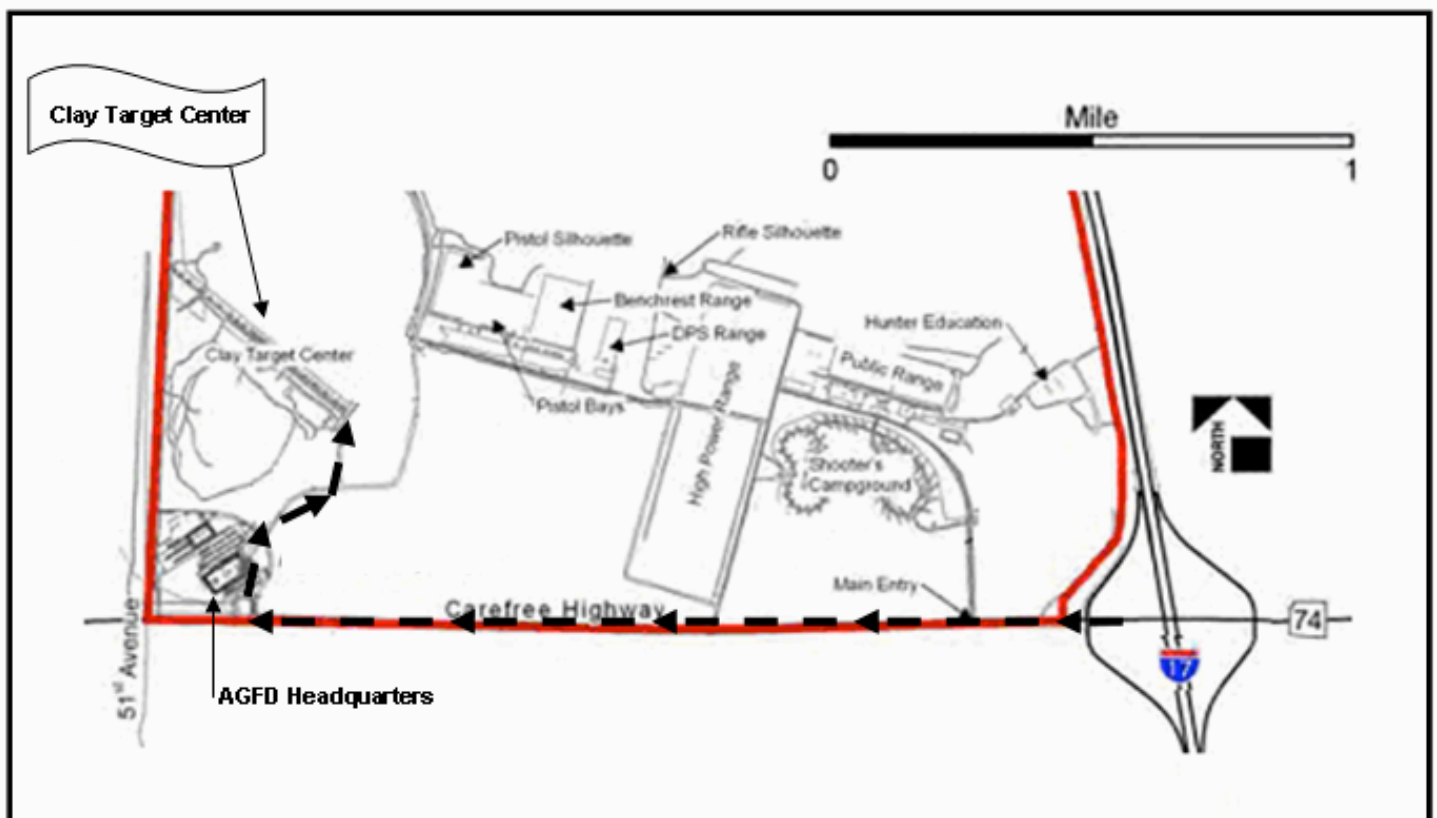 Clay Target Center
Mile
0
1
Pistol Silhouette
Rifle Silhouette
Benchrest Range
DPS Range
Hunter Education
Clay Target Center
Public Range
Pistol Bays
High Power Range
Shooter's
Campground
NORTH
Main Entry
Carefree Highway
74
17
51st Avenue
AGFD Headquarters